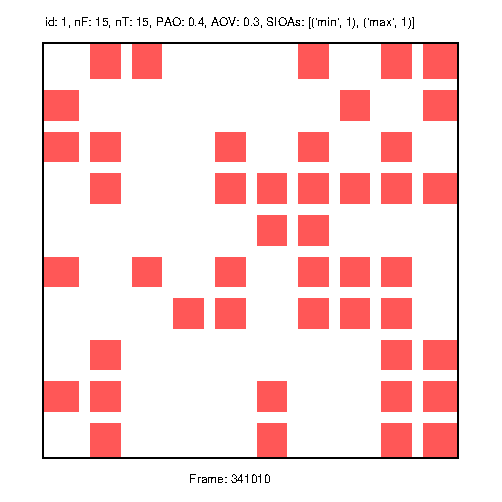 id: 1, nF: 15, nT: 15, PAO: 0.4, AOV: 0.3, SIOAs: [('min', 1), ('max', 1)]
Frame: 341010